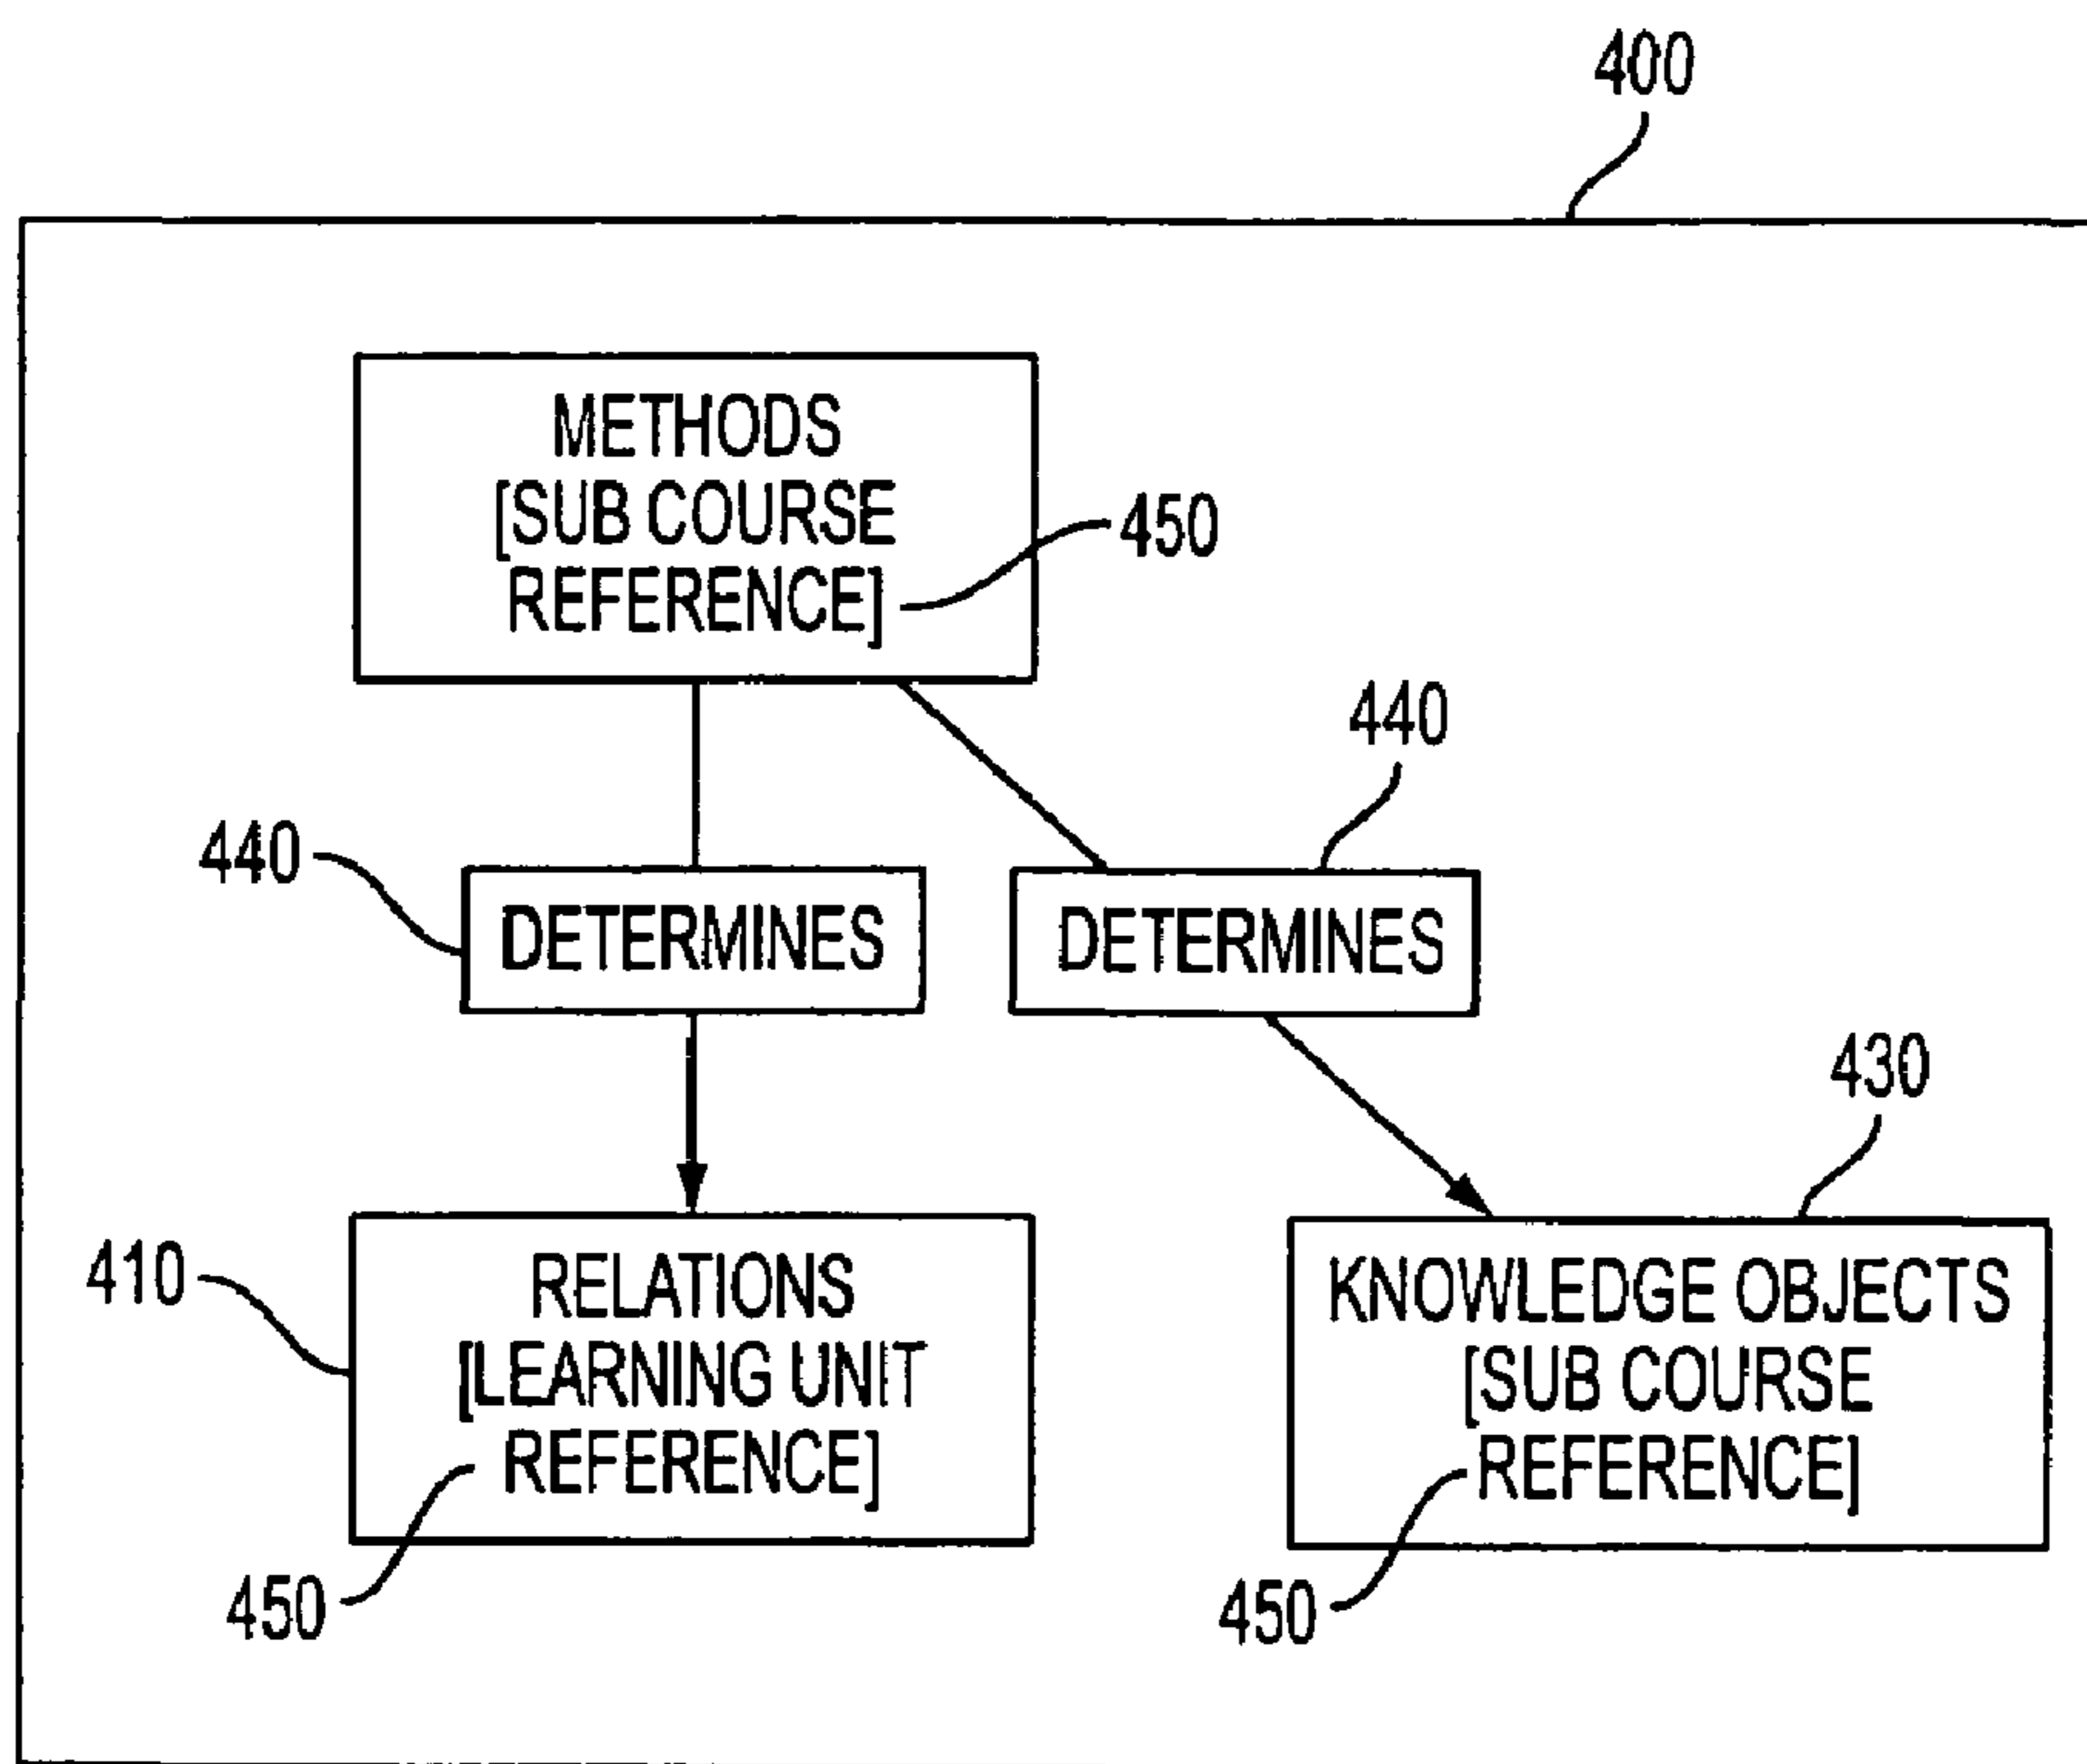 400
METHODS
[SUB COURSE
REFERENCE]
450
440
440
DETERMINES
DETERMINES
430
410
RELATIONS
[LEARNING UNIT
REFERENCE]
KNOWLEDGE OBJECTS
[SUB COURSE
REFERENCE]
450
450